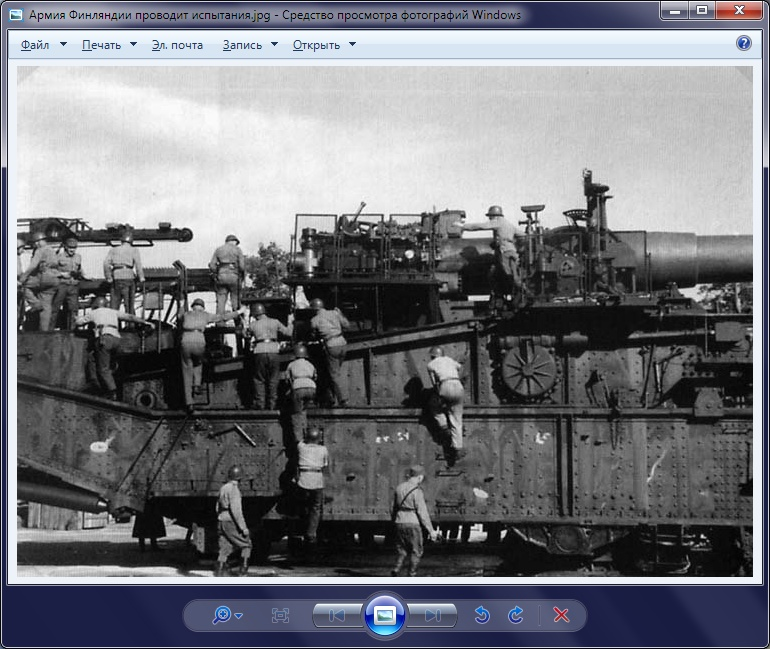 Армия Финляндии проводит испытания.jpg - Средство просмотра фотографий Windows
Файл Печать Эл. почта Запись Открыть